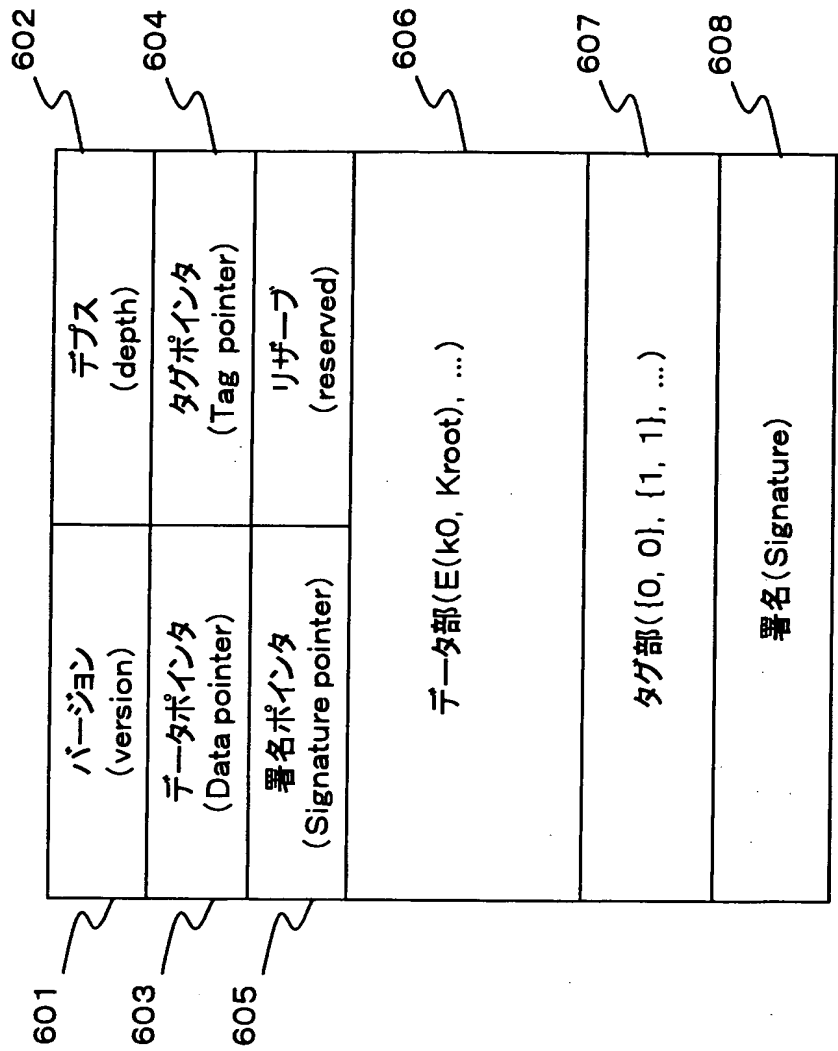 601
バージョン
(version)
デプス
(depth)
602
603
データポインタ
(Data pointer)
タグポインタ
(Tag pointer)
604
605
署名ポインタ
(Signature pointer)
リザーブ
(reserved)
データ部(E(k0, Kroot), ...)
606
タグ部({0, 0}, {1, 1}, ...)
607
署名(Signature)
608